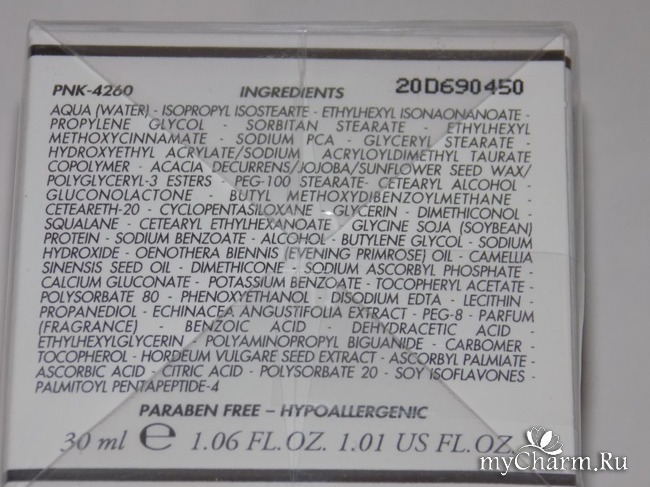 PNK-4260 INGREDIENTS 20D690450
AQUA (WATER) - ISOPROPYL ISOSTEARTE - ETHYLHEXYL ISONAONANOATE -
PROPYLENE GLYCOL - SORBITAN STEARATE - ETHYLHEXYL
METHOXYCINNAMATE - SODIUM PCA - GLYCERYL STEARATE -
HYDROXYETHYL ACRYLATE/SODIUM ACRYLOYLDIMETHYL TAURATE
COPOLYMER - ACACIA DECURRENS/JOJOBA/SUNFLOWER SEED WAX/
POLYGLYCERYL-3 ESTERS - PEG-100 STEARATE- CETEARYL ALCOHOL -
GLUCONOLACTONE - BUTYL METHOXYDIBENZOYLMETHANE -
CETEARETH-20 - CYCLOPENTASILOXANE - GLYCERIN - DIMETHICONOL -
SQUALANE - CETEARYL ETHYLHEXANOATE - GLYCINE SOJA (SOYBEAN)
PROTEIN - SODIUM BENZOATE - ALCOHOL - BUTYLENE GLYCOL - SODIUM
HYDROXIDE - OENOTHERA BIENNIS (EVENING PRIMROSE) OIL - CAMELLIA
SINENSIS SEED OIL - DIMETHICONE - SODIUM ASCORBYL PHOSPHATE -
CALCIUM GLUCONATE - POTASSIUM BENZOATE - TOCOPHERYL ACETATE -
POLYSORBATE 80 - PHENOXYETHANOL - DISODIUM EDTA - LECITHIN -
PROPANEDIOL - ECHINACEA ANGUSTIFOLIA EXTRACT - PEG-8 - PARFUM
(FRAGRANCE) - BENZOIC ACID - DEHYDRACETIC ACID -
ETHYLHEXYLGLYCERIN - POLYAMINOPROPYL BIGUANIDE - CARBOMER -
TOCOPHEROL - HORDEUM VULGARE SEED EXTRACT - ASCORBYL PALMIATE -
ASCORBIC ACID - CITRIC ACID - POLYSORBATE 20 - SOY ISOFLAVONES -
PALMITOYL PENTAPEPTIDE-4
PARABEN FREE – HYPOALLERGENIC
30 ml e 1.06 FL.OZ. 1.01 US FL.OZ.
myCharm.Ru